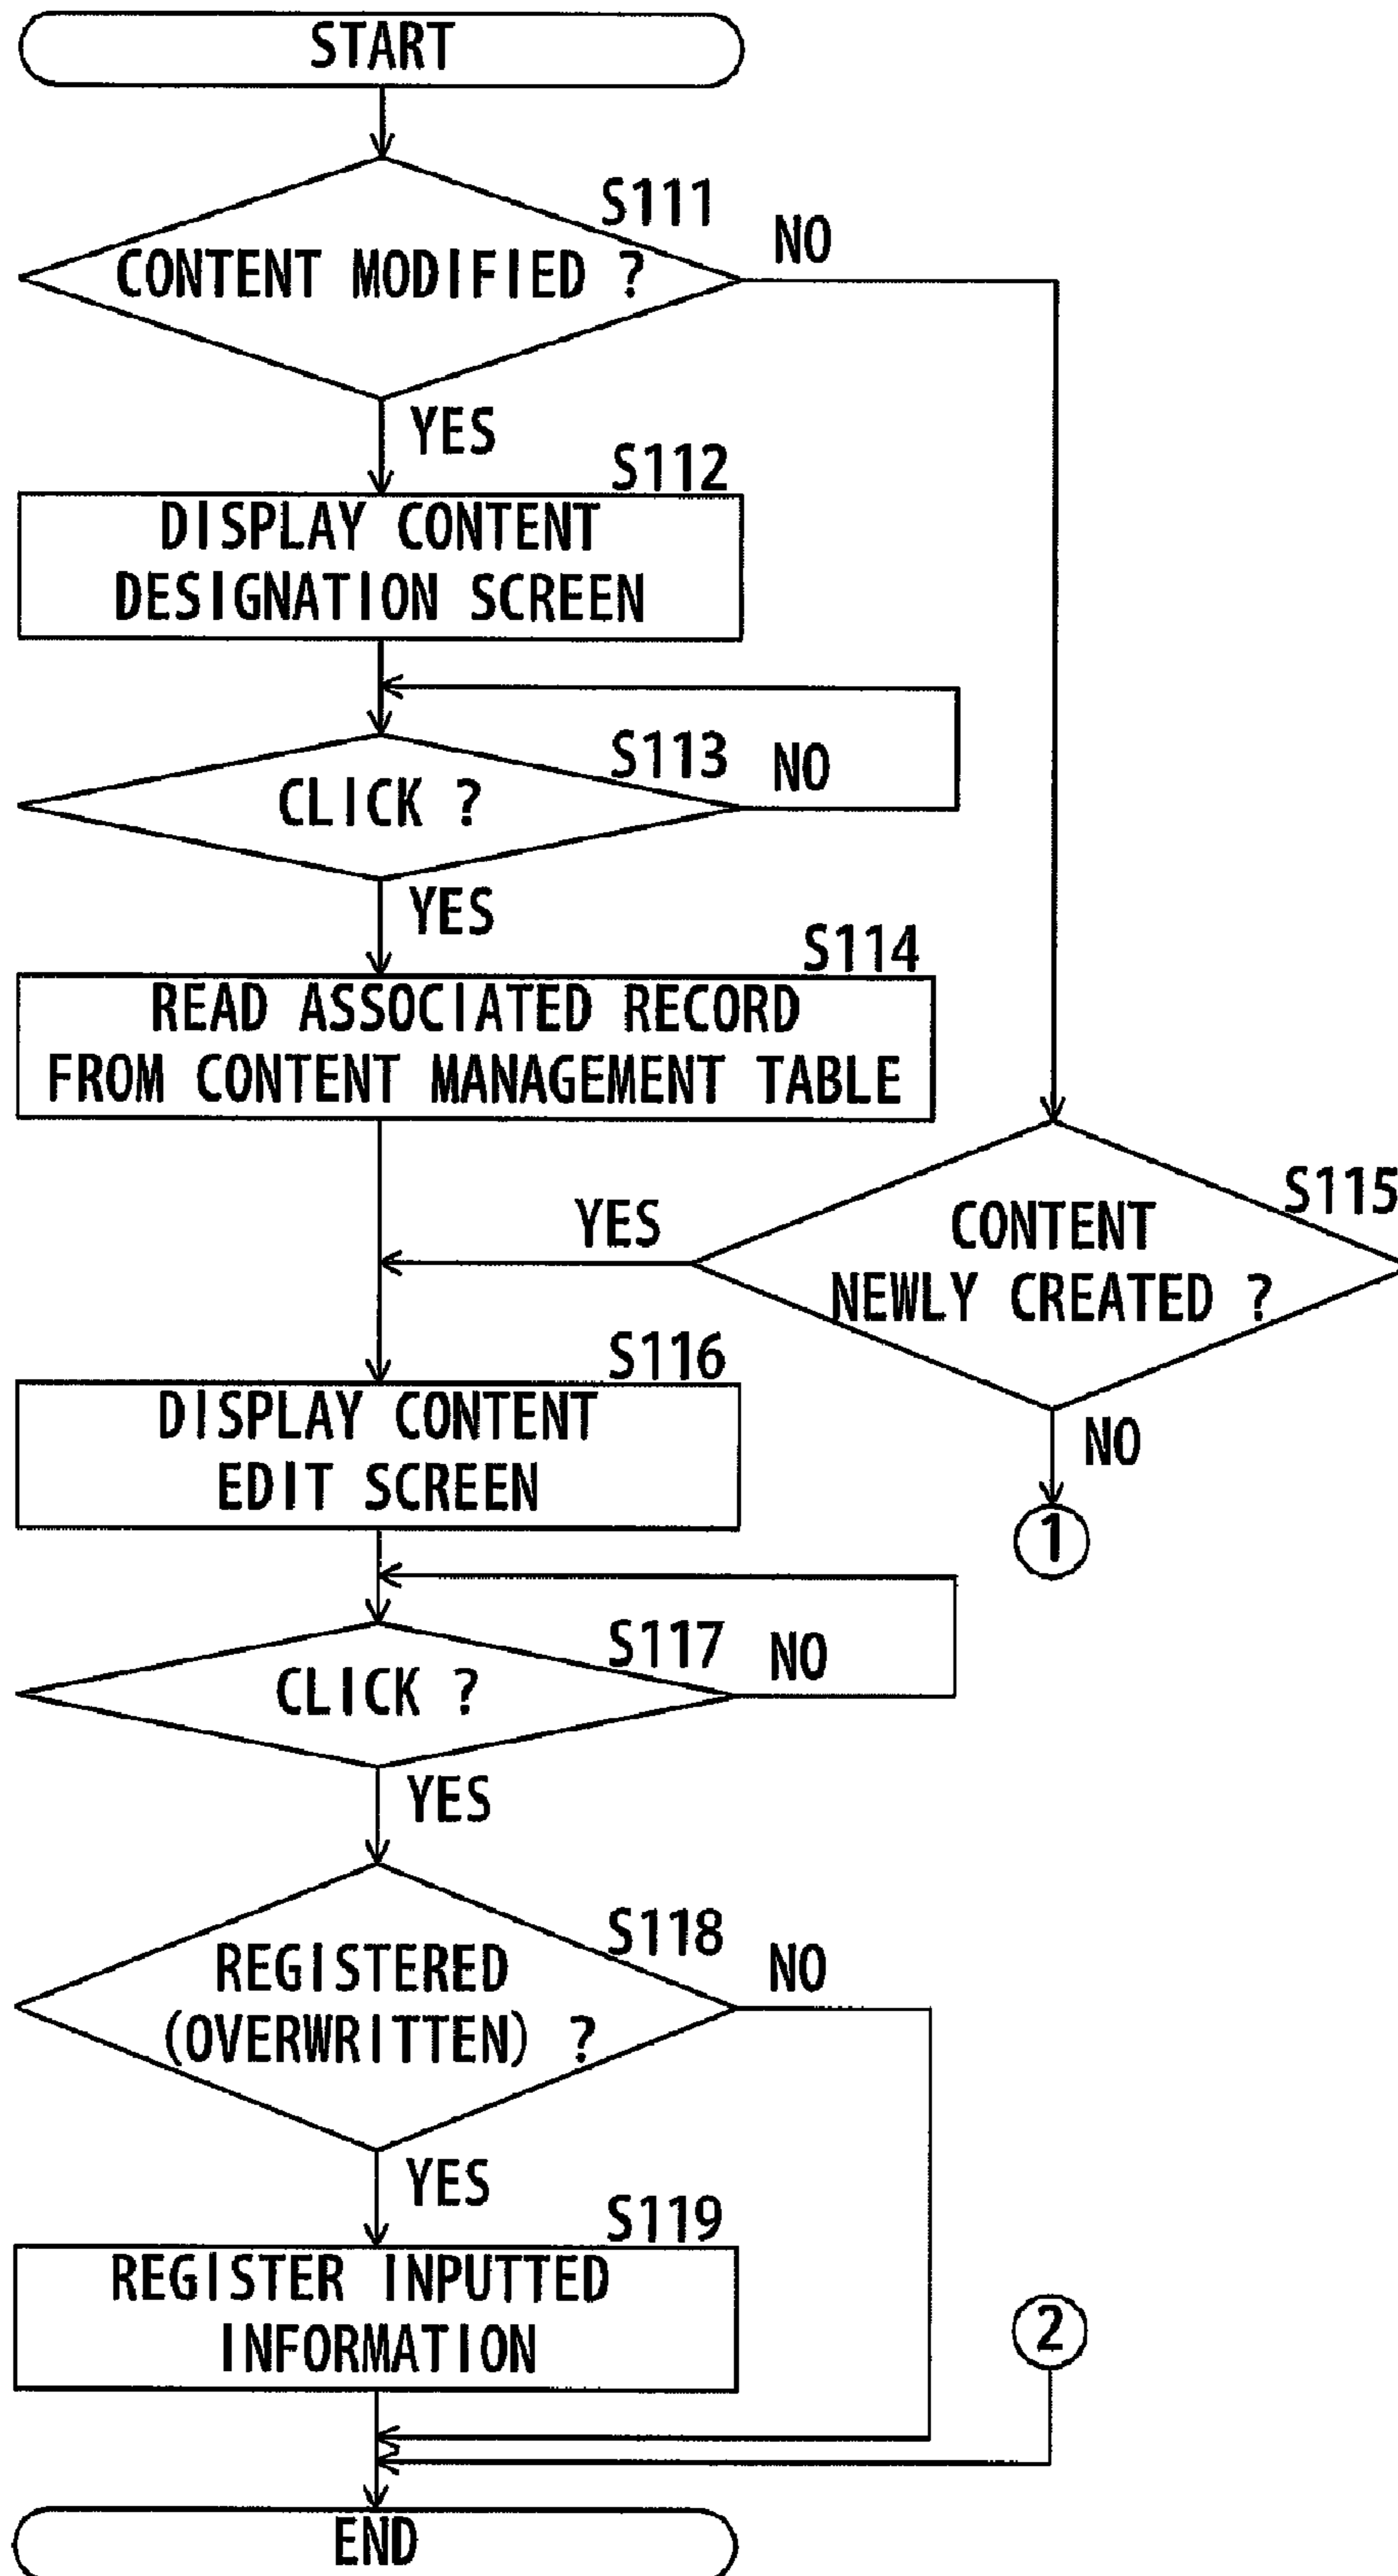 START
S111
CONTENT MODIFIED ?
NO
YES
S112
DISPLAY CONTENT
DESIGNATION SCREEN
S113
NO
CLICK ?
YES
S114
READ ASSOCIATED RECORD
FROM CONTENT MANAGEMENT TABLE
S115
YES
CONTENT
NEWLY CREATED ?
S116
DISPLAY CONTENT
EDIT SCREEN
NO
1
S117
NO
CLICK ?
YES
S118
NO
REGISTERED
(OVERWRITTEN) ?
YES
S119
REGISTER INPUTTED
INFORMATION
2
END